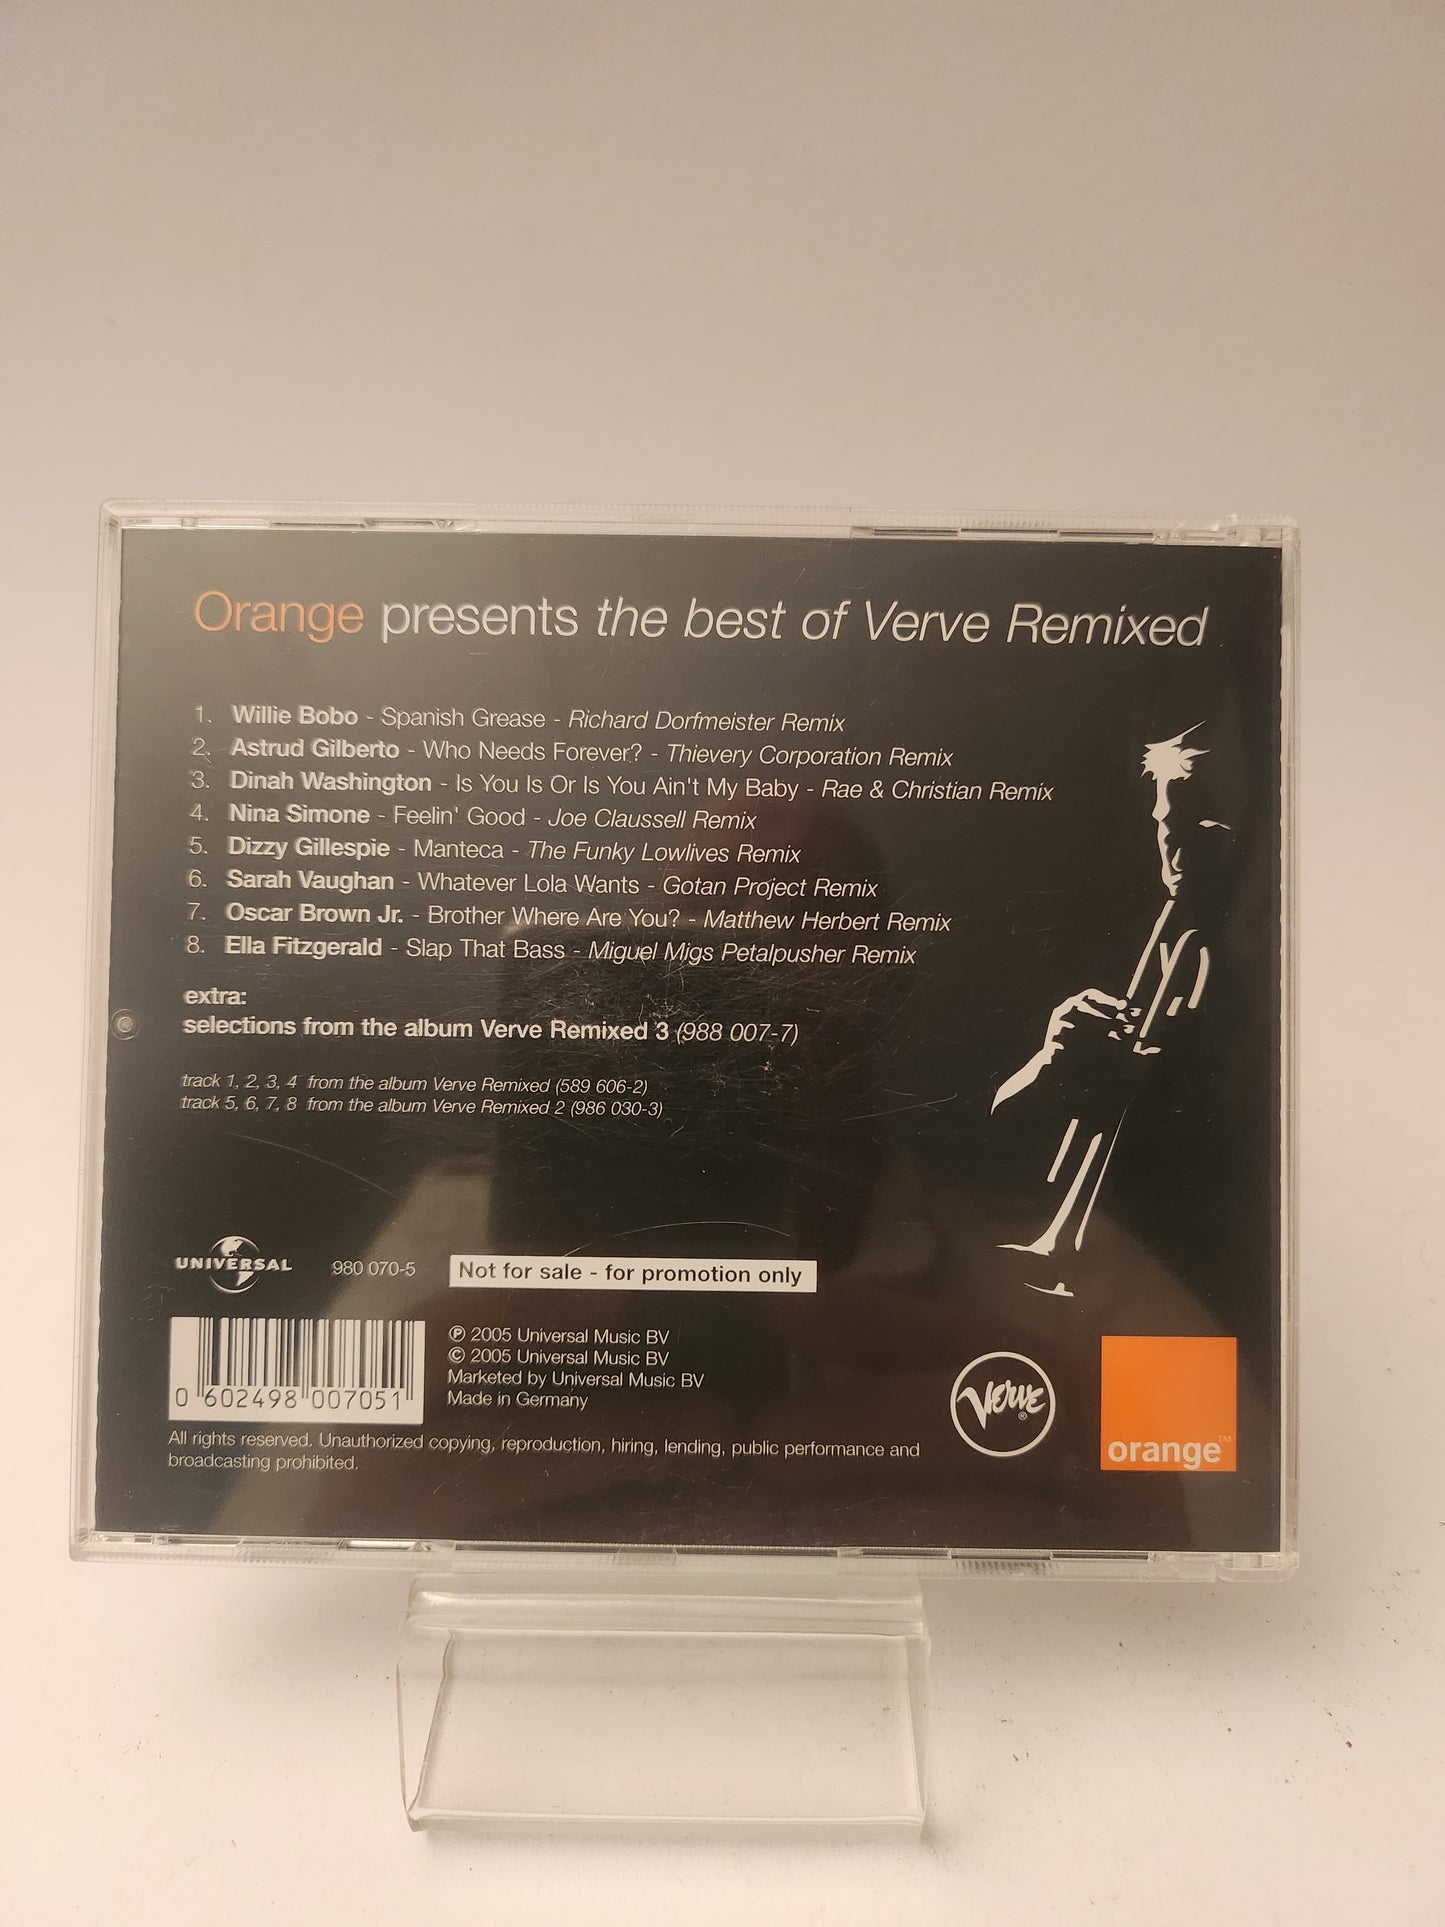 Orange presents the best of Verve Remixed
1. Willie Bobo - Spanish Grease - Richard Dorfmeister Remix
2. Astrud Gilberto - Who Needs Forever? - Thievery Corporation Remix
3. Dinah Washington - Is You Is Or Is You Ain't My Baby - Rae & Christian Remix
4. Nina Simone - Feelin' Good - Joe Claussell Remix
5. Dizzy Gillespie - Manteca - The Funky Lowlives Remix
6. Sarah Vaughan - Whatever Lola Wants - Gotan Project Remix
7. Oscar Brown Jr. - Brother Where Are You? - Matthew Herbert Remix
8. Ella Fitzgerald - Slap That Bass - Miguel Migs Petalpusher Remix
extra:
selections from the album Verve Remixed 3 (988 007-7)
track 1, 2, 3, 4 from the album Verve Remixed (589 606-2)
track 5, 6, 7, 8 from the album Verve Remixed 2 (986 030-3)
UNIVERSAL 980 070-5 Not for sale - for promotion only
℗ 2005 Universal Music BV
© 2005 Universal Music BV
Marketed by Universal Music BV
Made in Germany
0 602498 007051
Verve ®
orange™
All rights reserved. Unauthorized copying, reproduction, hiring, lending, public performance and
broadcasting prohibited.